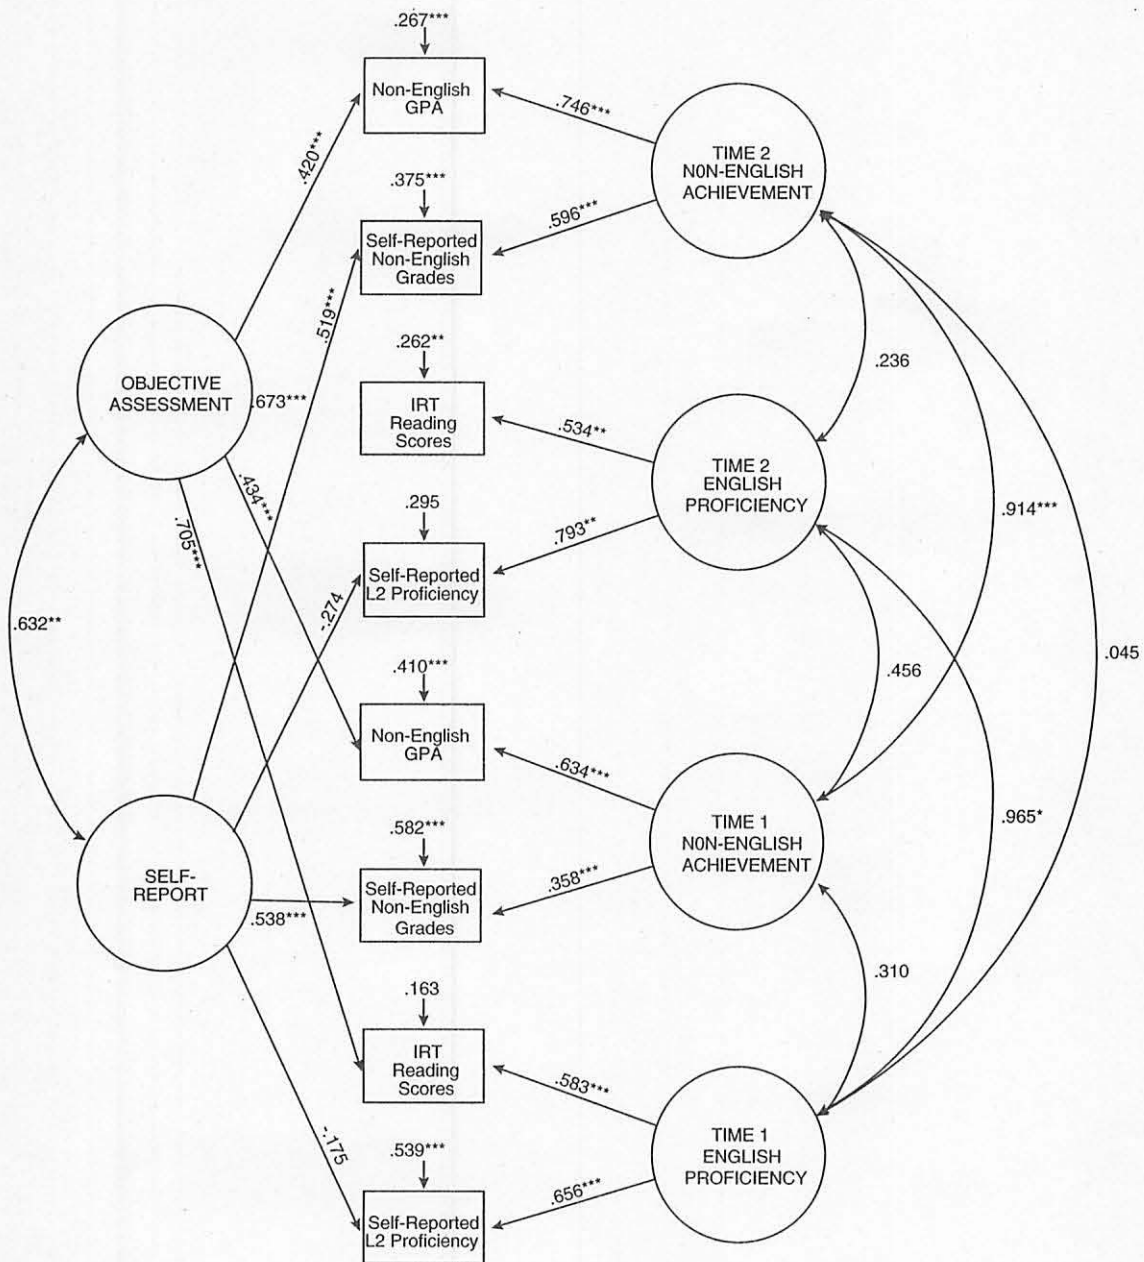 .267***
Non-English
GPA
.746***
TIME 2
N0N-ENGLISH
ACHIEVEMENT
.420***
.375***
Self-Reported
Non-English
Grades
.596***
.519***
.236
OBJECTIVE
ASSESSMENT
.673***
.262**
IRT
Reading
Scores
.534**
TIME 2
ENGLISH
PROFICIENCY
.434***
.705***
.295
Self-Reported
L2 Proficiency
.793**
.914***
-.274
.632**
.045
.456
.410***
Non-English
GPA
.634***
TIME 1
N0N-ENGLISH
ACHIEVEMENT
.965*
.582***
Self-Reported
Non-English
Grades
.358***
SELF-
REPORT
.538***
.310
.163
IRT
Reading
Scores
.583***
-.175
TIME 1
ENGLISH
PROFICIENCY
.539***
Self-Reported
L2 Proficiency
.656***